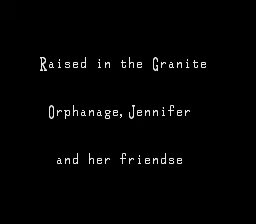 Raised in the Granite
Orphanage, Jennifer
and her friendse